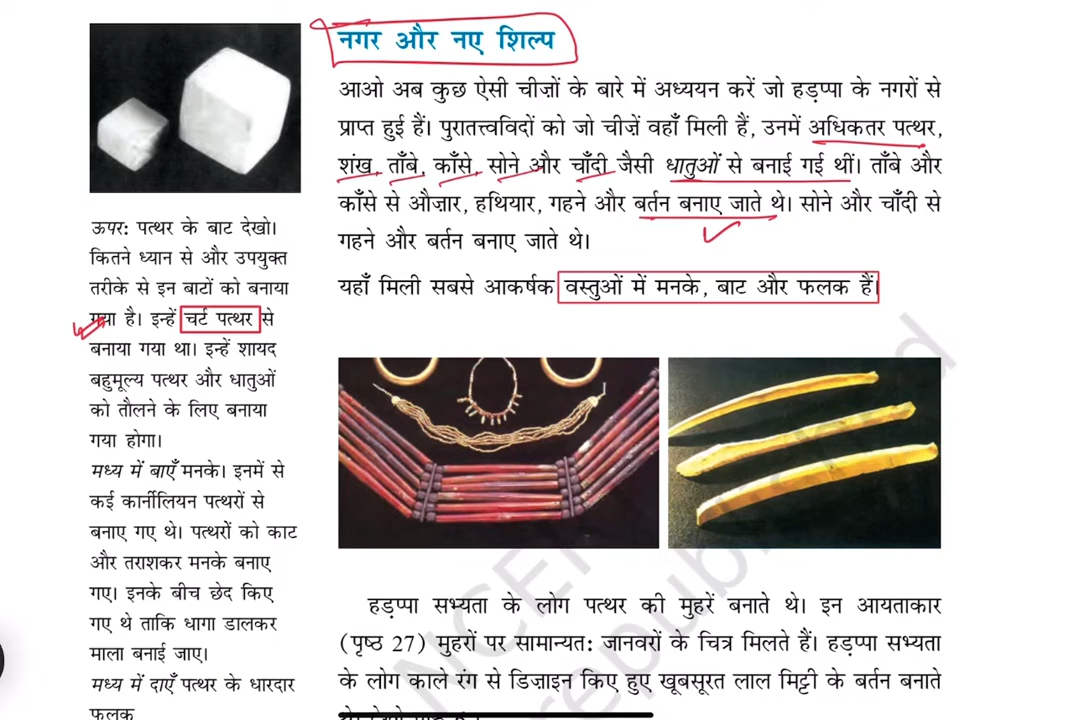 नगर और नए शिल्प
आओ अब कुछ ऐसी चीज़ों के बारे में अध्ययन करें जो हड़प्पा के नगरों से
प्राप्त हुई हैं। पुरातत्त्वविदों को जो चीज़ें वहाँ मिली हैं, उनमें अधिकतर पत्थर,
शंख, ताँबे, काँसे, सोने और चाँदी जैसी धातुओं से बनाई गई थीं। ताँबे और
काँसे से औज़ार, हथियार, गहने और बर्तन बनाए जाते थे। सोने और चाँदी से
गहने और बर्तन बनाए जाते थे।
यहाँ मिली सबसे आकर्षक वस्तुओं में मनके, बाट और फलक हैं।
ऊपर: पत्थर के बाट देखो।
कितने ध्यान से और उपयुक्त
तरीके से इन बाटों को बनाया
गया है। इन्हें चर्ट पत्थर से
बनाया गया था। इन्हें शायद
बहुमूल्य पत्थर और धातुओं
को तौलने के लिए बनाया
गया होगा।
मध्य में बाएँ मनके। इनमें से
कई कार्नीलियन पत्थरों से
बनाए गए थे। पत्थरों को काट
और तराशकर मनके बनाए
गए। इनके बीच छेद किए
गए थे ताकि धागा डालकर
माला बनाई जाए।
मध्य में दाएँ पत्थर के धारदार
फलक
हड़प्पा सभ्यता के लोग पत्थर की मुहरें बनाते थे। इन आयताकार
(पृष्ठ 27) मुहरों पर सामान्यत: जानवरों के चित्र मिलते हैं। हड़प्पा सभ्यता
के लोग काले रंग से डिज़ाइन किए हुए खूबसूरत लाल मिट्टी के बर्तन बनाते